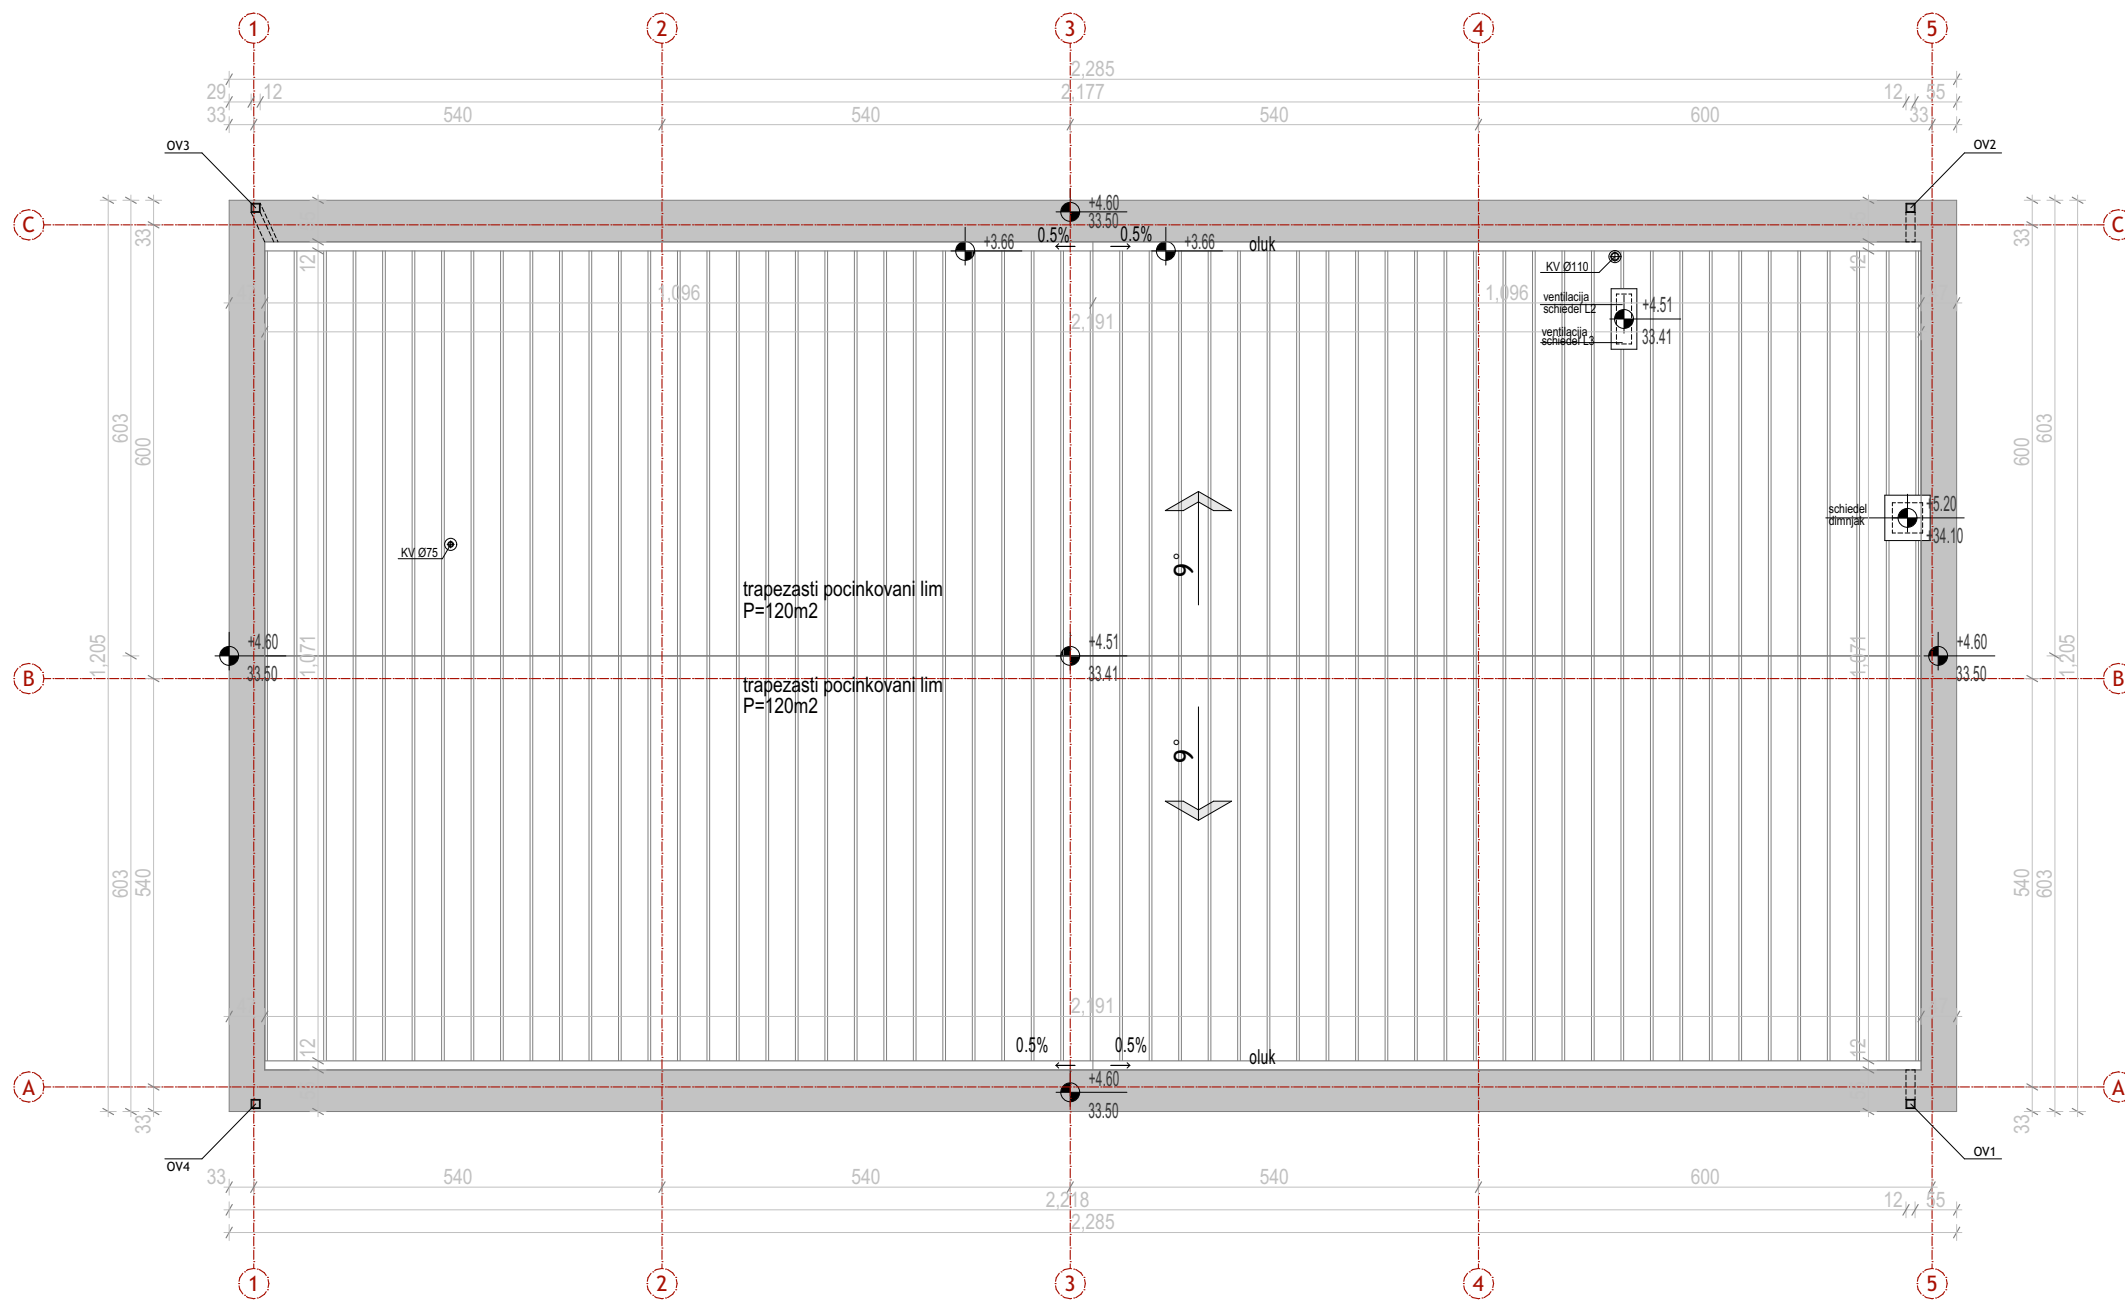 1 2 3 4 5
2,285
29 12 2,177 12 55
33 540 540 540 600 33
OV3 OV2
C C
+4.60
33.50
0.5% 0.5% oluk
+3.66 +3.66
33 33
12 12
KV Ø110
1,096 1,096
2,191
ventilacija
schiedel L2
ventilacija
schiedel L3
+4.51
33.41
603 600 600 603
schiedel
dimnjak
+5.20
+34.10
KV Ø75
9°
trapezasti pocinkovani lim
P=120m2
1,205 1,071 1,071 1,205
+4.60
33.50
+4.51
33.41
+4.60
33.50
B B
trapezasti pocinkovani lim
P=120m2
9°
603 540 540 603
2,191
12 12
0.5% 0.5% oluk
A A
+4.60
33.50
33 33
OV4 OV1
33 540 540 540 600
2,218 12 55
2,285
1 2 3 4 5